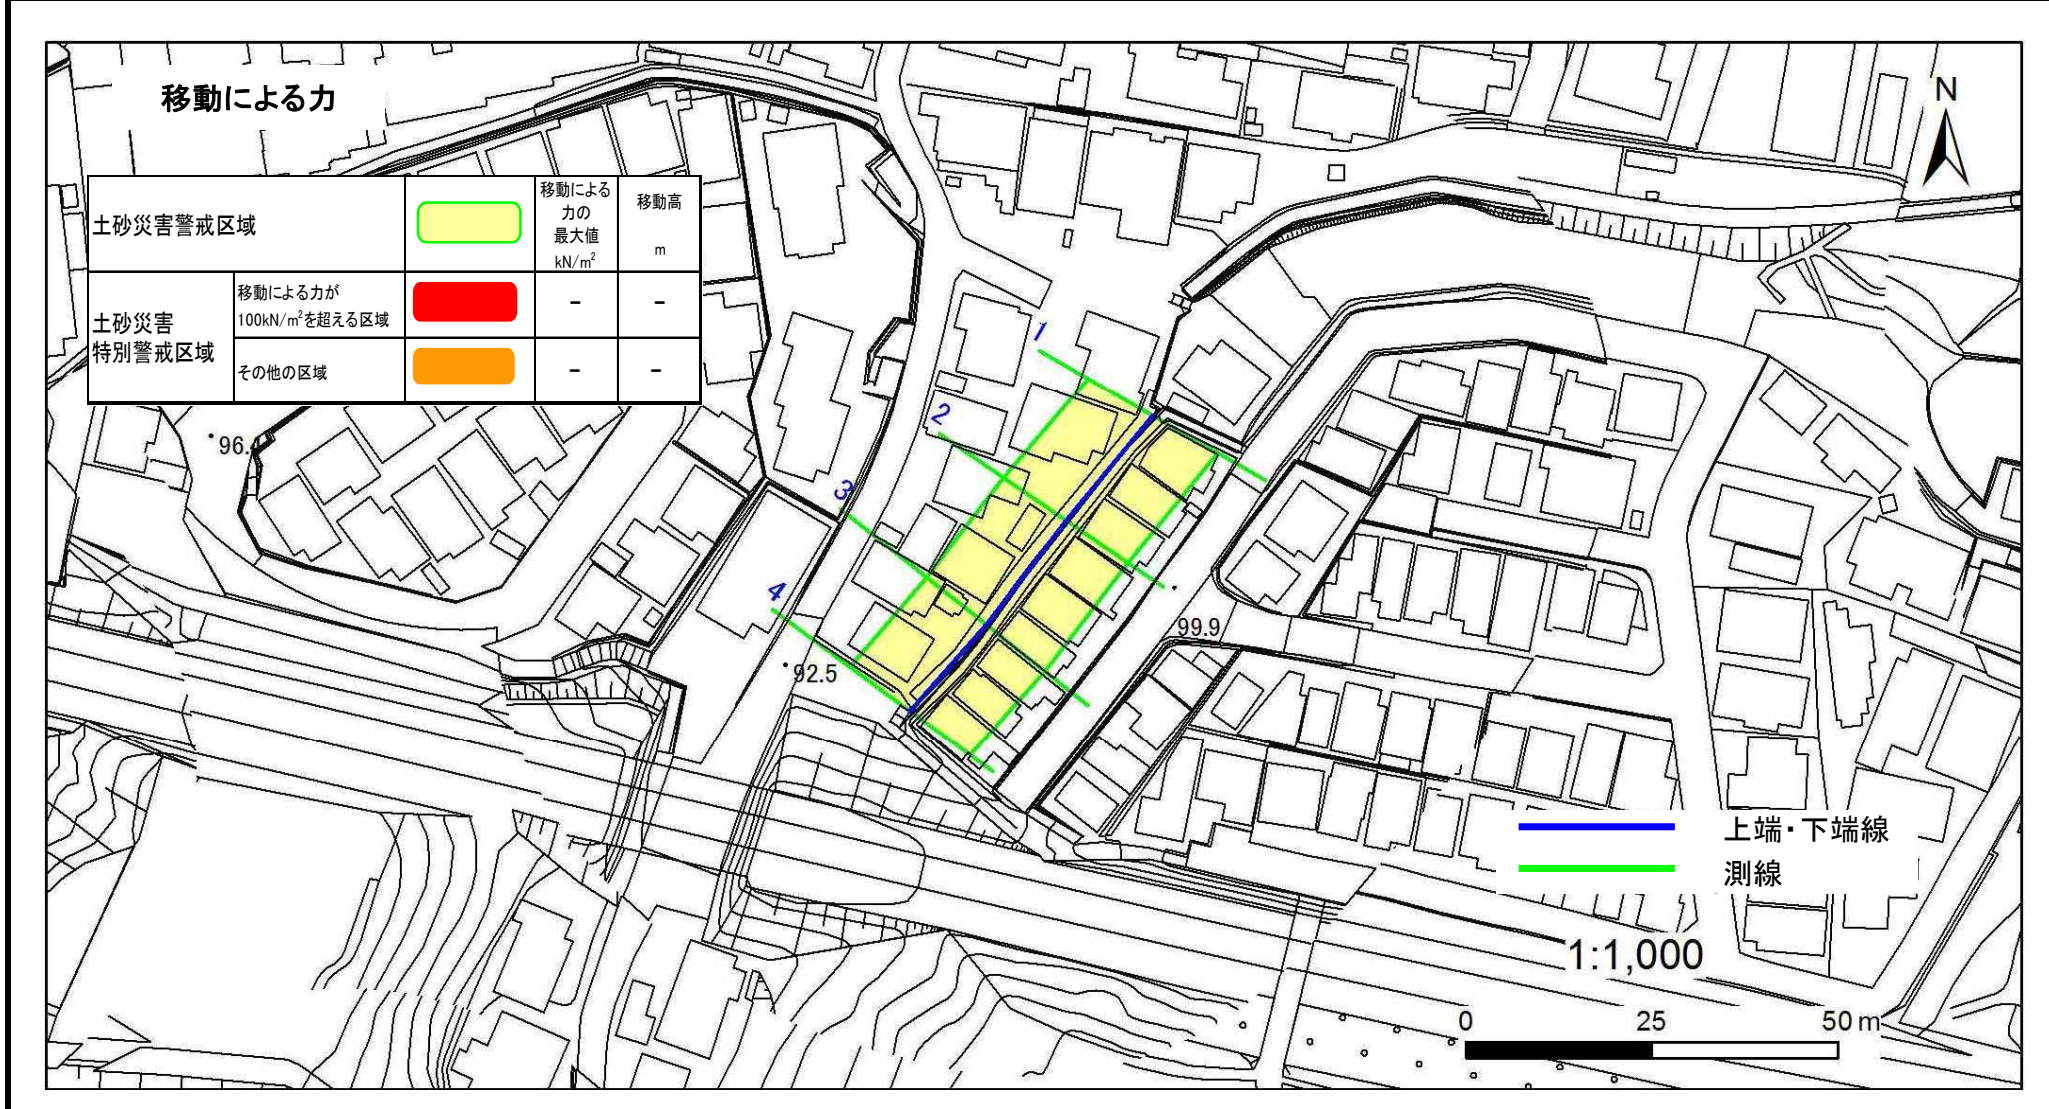 移動による力
N
土砂災害警戒区域
移動による
力の
最大値
kN/m²
移動高
m
土砂災害
特別警戒区域
移動による力が
100kN/m²を超える区域
-
-
その他の区域
-
-
1
2
3
4
96.
99.9
92.5
上端・下端線
測線
1:1,000
0 25 50 m